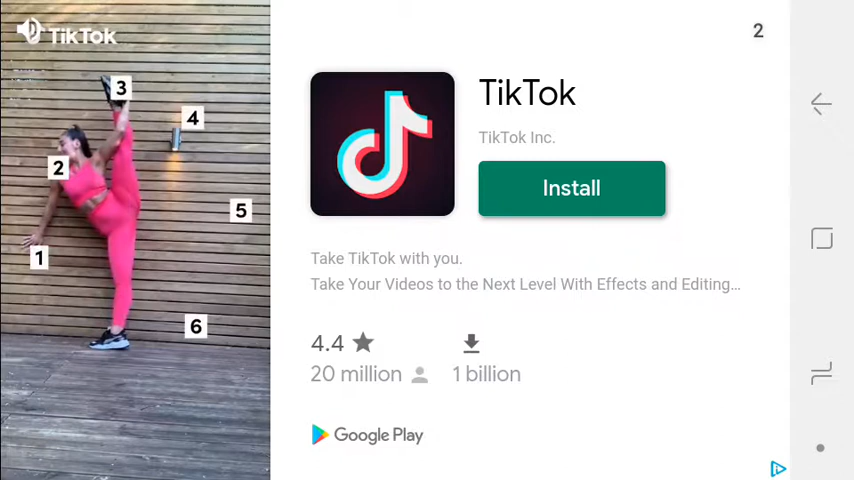 TikTok
3
4
2
5
1
6
2
TikTok
TikTok Inc.
Install
Take TikTok with you.
Take Your Videos to the Next Level With Effects and Editing...
4.4
20 million
1 billion
Google Play